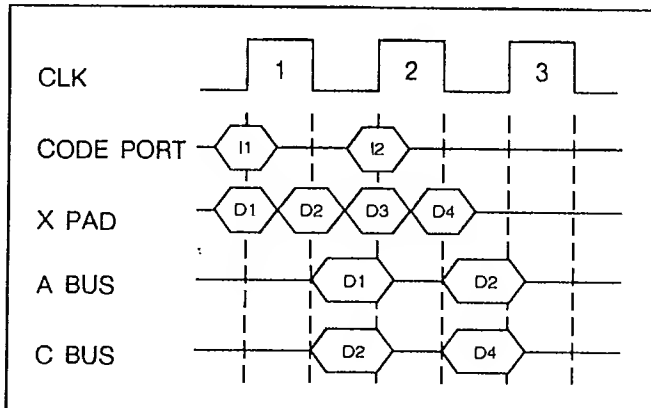 CLK 1 2 3
CODE PORT I1 I2
X PAD D1 D2 D3 D4
A BUS D1 D2
C BUS D2 D4